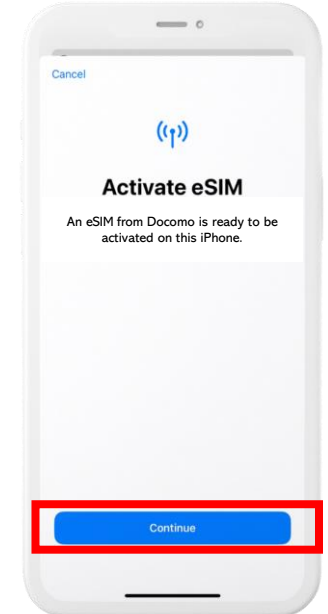 Cancel
Activate eSIM
An eSIM from Docomo is ready to be
activated on this iPhone.
Continue